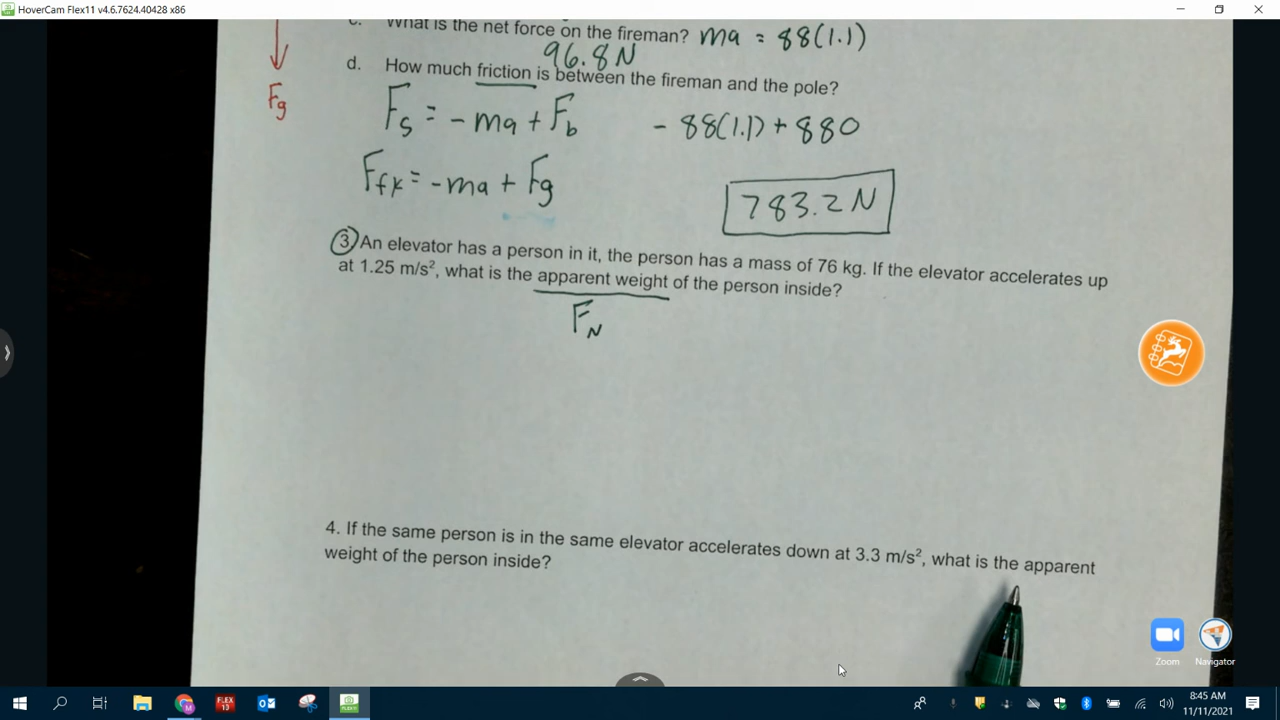 HoverCam Flex11 v4.6.7624.40428 x86
c. What is the net force on the fireman? ma = 88(1.1)
96.8 N
d. How much friction is between the fireman and the pole?
Fg
Fs = - ma + Fb - 88(1.1) + 880
Ffk = -ma + Fg
783.2 N
3 An elevator has a person in it, the person has a mass of 76 kg. If the elevator accelerates up
at 1.25 m/s², what is the apparent weight of the person inside?
FN
4. If the same person is in the same elevator accelerates down at 3.3 m/s², what is the apparent
weight of the person inside?
Zoom
Navigator
FLEX
8:45 AM
11/11/2021